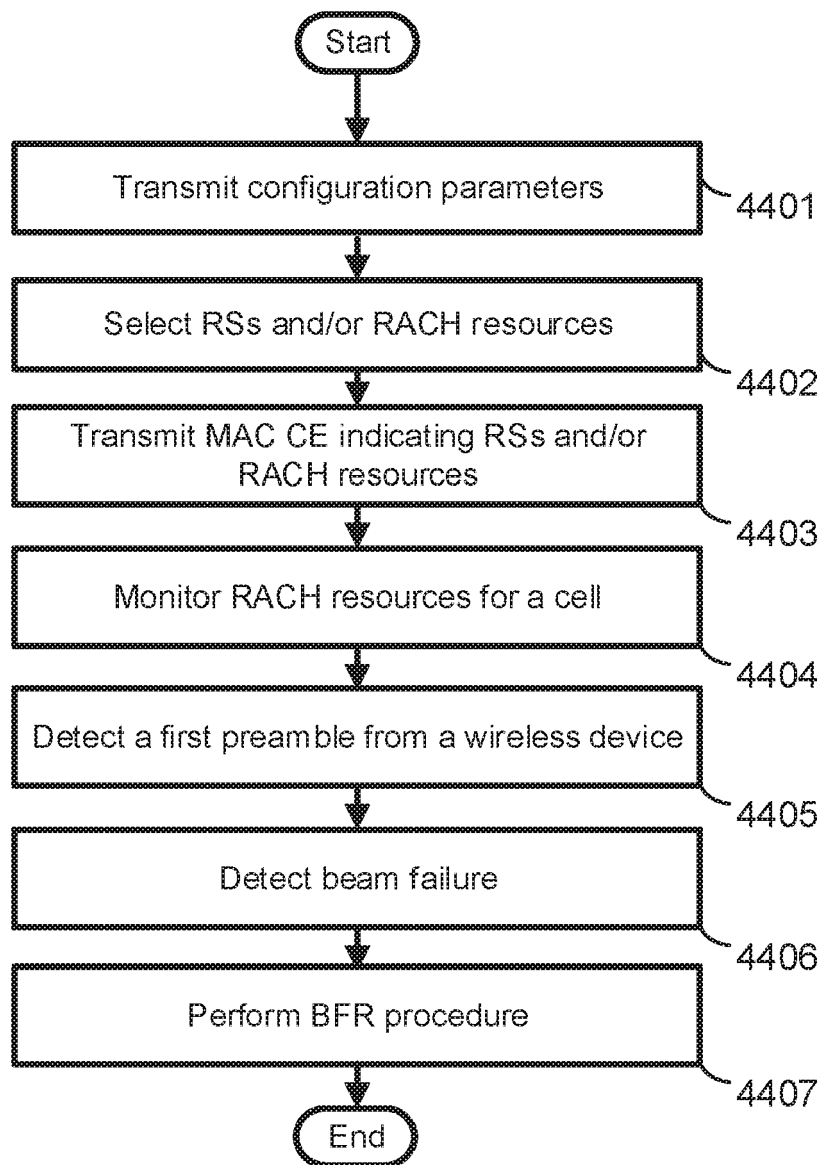 Start
Transmit configuration parameters
4401
Select RSs and/or RACH resources
4402
Transmit MAC CE indicating RSs and/or
RACH resources
4403
Monitor RACH resources for a cell
4404
Detect a first preamble from a wireless device
4405
Detect beam failure
4406
Perform BFR procedure
4407
End